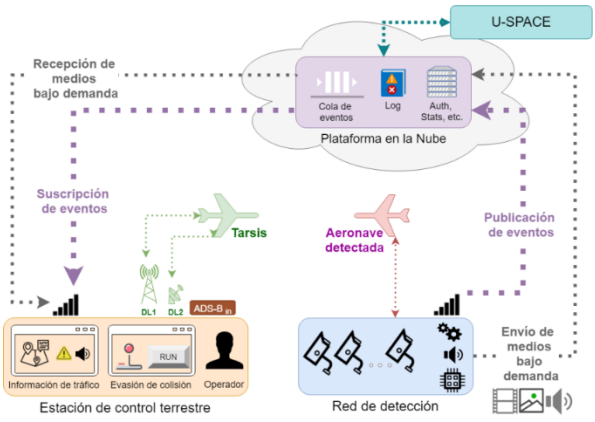 U-SPACE
Recepción de
medios
bajo demanda
Cola de
eventos
Log
Auth,
Stats, etc.
Plataforma en la Nube
Suscripción
de eventos
Tarsis
Aeronave
detectada
Publicación
de eventos
DL1
DL2
ADS-B in
RUN
Información de tráfico
Evasión de colisión
Operador
Estación de control terrestre
Red de detección
Envío de
medios
bajo
demanda